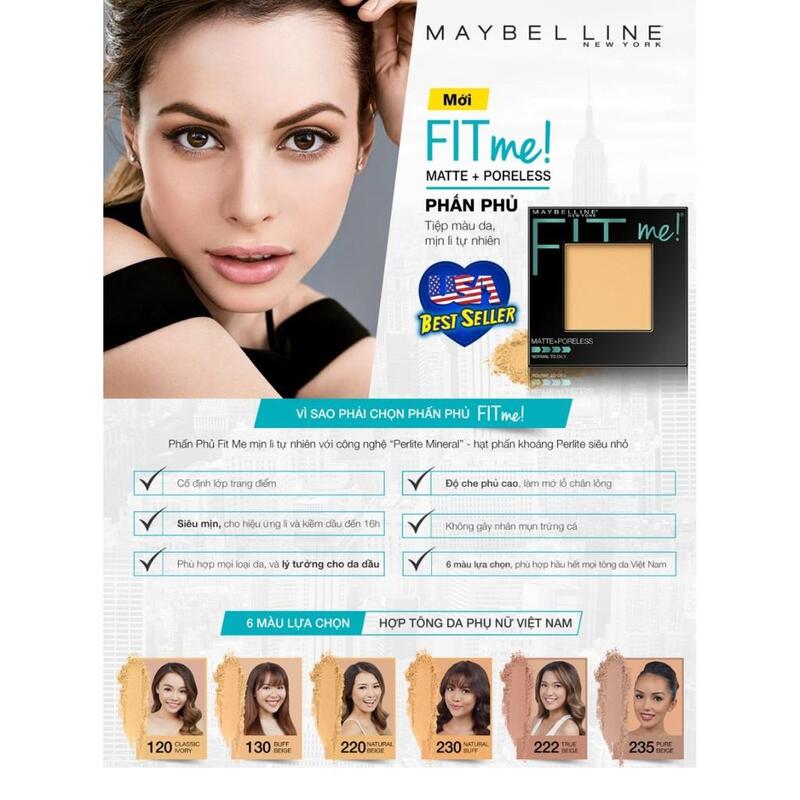 MAYBELLINE
NEW YORK
Mới
FIT me!
MATTE + PORELESS
PHẤN PHỦ
Tiệp màu da,
mịn lì tự nhiên
USA
BEST SELLER
MAYBELLINE
NEW YORK
FIT me!
MATTE+PORELESS
NORMAL TO OILY
VÌ SAO PHẢI CHỌN PHẤN PHỦ FIT me!
Phấn Phủ Fit Me mịn lì tự nhiên với công nghệ “Perlite Mineral” - hạt phấn khoáng Perlite siêu nhỏ
Cố định lớp trang điểm
Độ che phủ cao, làm mờ lỗ chân lông
Siêu mịn, cho hiệu ứng lì và kiềm dầu đến 16h
Không gây nhân mụn trứng cá
Phù hợp mọi loại da, và lý tưởng cho da dầu
6 màu lựa chọn, phù hợp hầu hết mọi tông da Việt Nam
6 MÀU LỰA CHỌN HỢP TÔNG DA PHỤ NỮ VIỆT NAM
120 CLASSIC IVORY
130 BUFF BEIGE
220 NATURAL BEIGE
230 NATURAL BUFF
222 TRUE BEIGE
235 PURE BEIGE